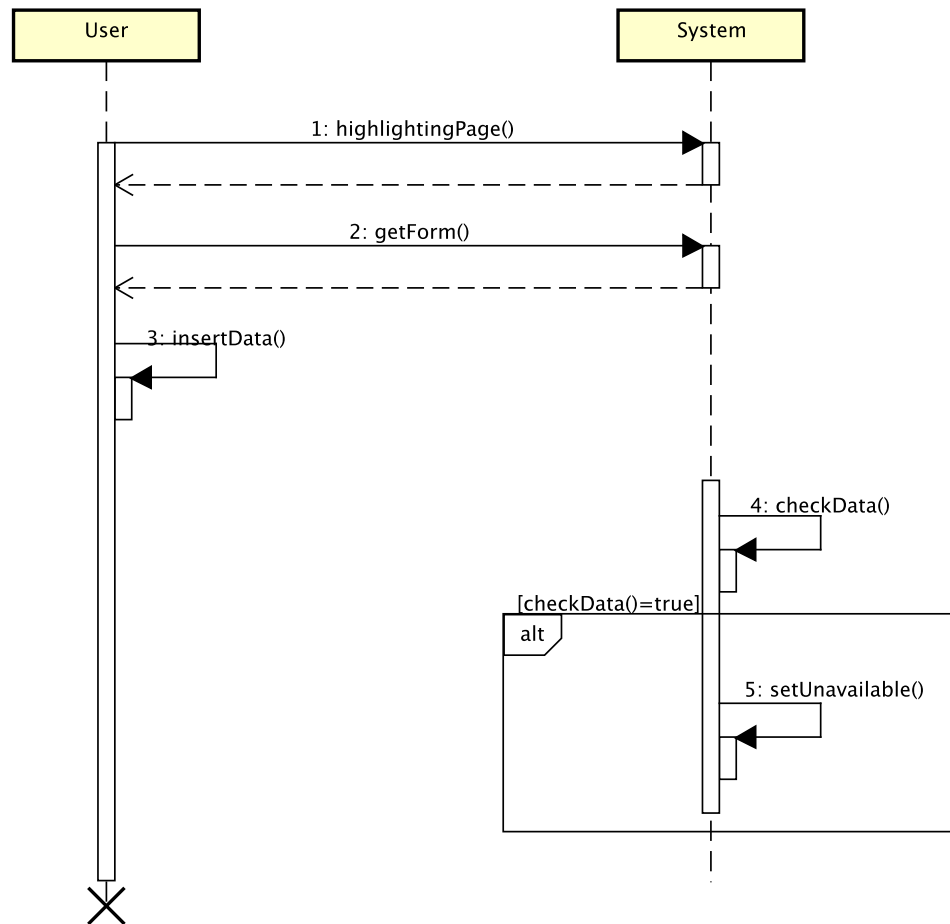 User
System
1: highlightingPage()
2: getForm()
3: insertData()
4: checkData()
[checkData()=true]
alt
5: setUnavailable()